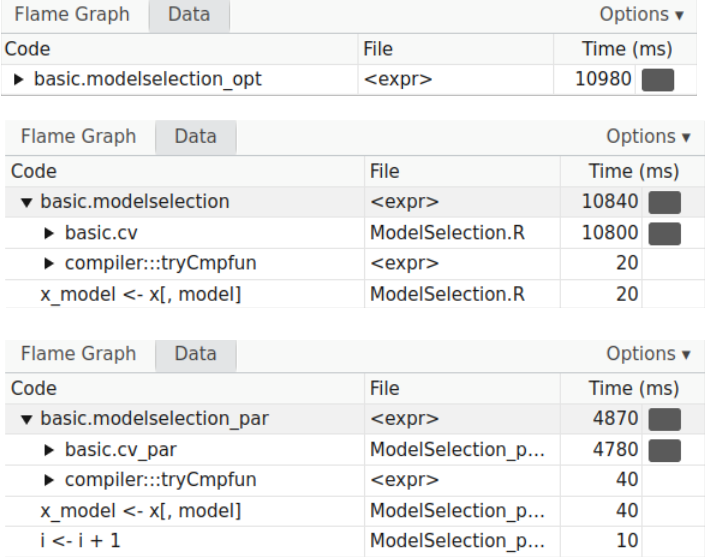 Flame Graph Data Options ▾
Code File Time (ms)
▶ basic.modelselection_opt <expr> 10980
Flame Graph Data Options ▾
Code File Time (ms)
▼ basic.modelselection <expr> 10840
▶ basic.cv ModelSelection.R 10800
▶ compiler:::tryCmpfun <expr> 20
x_model <- x[, model] ModelSelection.R 20
Flame Graph Data Options ▾
Code File Time (ms)
▼ basic.modelselection_par <expr> 4870
▶ basic.cv_par ModelSelection_p... 4780
▶ compiler:::tryCmpfun <expr> 40
x_model <- x[, model] ModelSelection_p... 40
i <- i + 1 ModelSelection_p... 10